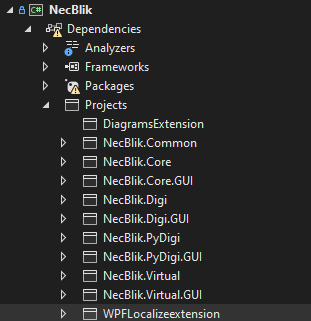 C# NecBlik
Dependencies
Analyzers
Frameworks
Packages
Projects
DiagramsExtension
NecBlik.Common
NecBlik.Core
NecBlik.Core.GUI
NecBlik.Digi
NecBlik.Digi.GUI
NecBlik.PyDigi
NecBlik.PyDigi.GUI
NecBlik.Virtual
NecBlik.Virtual.GUI
WPFLocalizeextension